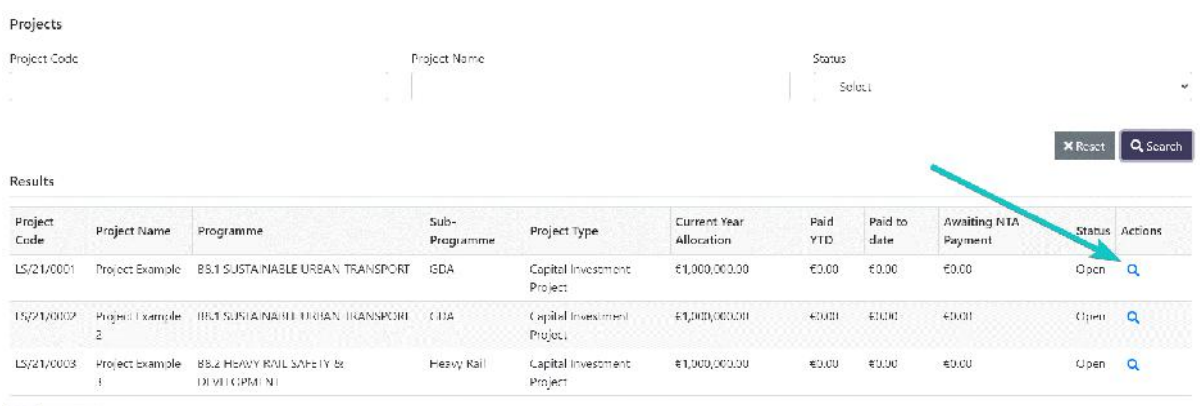 Projects
Project Code Project Name Status
Select
Reset Search
Results
Project Code Project Name Programme Sub-Programme Project Type Current Year Allocation Paid YTD Paid to date Awaiting NTA Payment Status Actions
LS/21/0001 Project Example B8.1 SUSTAINABLE URBAN TRANSPORT GDA Capital Investment Project €1,000,000.00 €0.00 €0.00 €0.00 Open
LS/21/0002 Project Example 2 B8.1 SUSTAINABLE URBAN TRANSPORT GDA Capital Investment Project €1,000,000.00 €0.00 €0.00 €0.00 Open
LS/21/0003 Project Example 3 B8.2 HEAVY RAIL SAFETY & DEVELOPMENT Heavy Rail Capital Investment Project €1,000,000.00 €0.00 €0.00 €0.00 Open